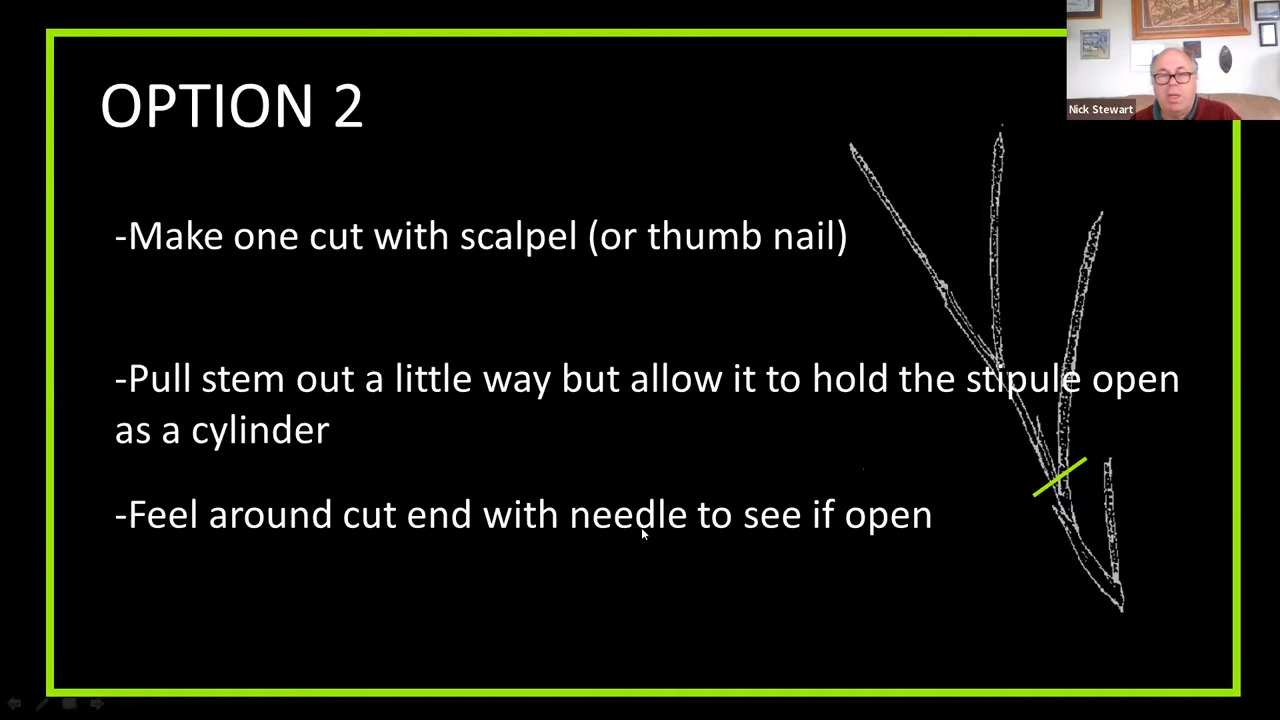 Nick Stewart
OPTION 2
-Make one cut with scalpel (or thumb nail)
-Pull stem out a little way but allow it to hold the stipule open
as a cylinder
-Feel around cut end with needle to see if open